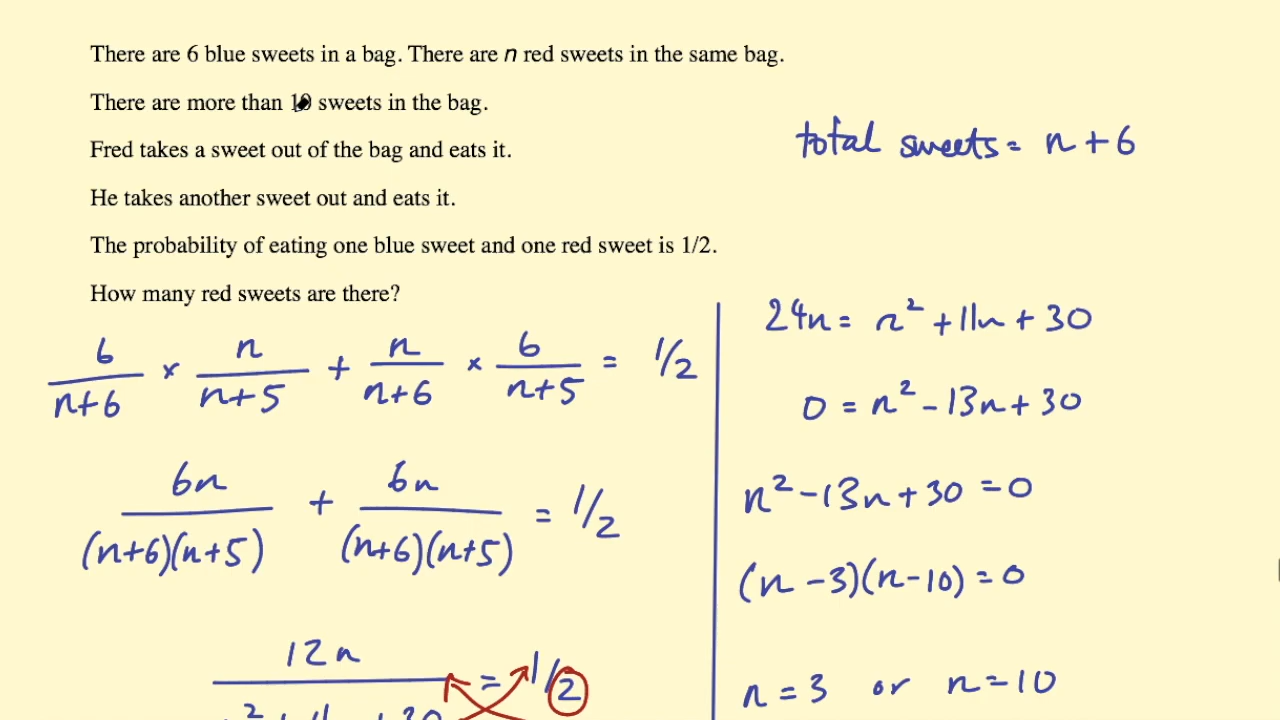 There are 6 blue sweets in a bag. There are n red sweets in the same bag.
There are more than 10 sweets in the bag.
Fred takes a sweet out of the bag and eats it.
He takes another sweet out and eats it.
The probability of eating one blue sweet and one red sweet is 1/2.
How many red sweets are there?
total sweets = n + 6
6/(n+6) × n/(n+5) + n/(n+6) × 6/(n+5) = 1/2
6n/((n+6)(n+5)) + 6n/((n+6)(n+5)) = 1/2
12n/(n² + 11n + 30) = 1/2
24n = n² + 11n + 30
0 = n² - 13n + 30
n² - 13n + 30 = 0
(n - 3)(n - 10) = 0
n = 3 or n = 10